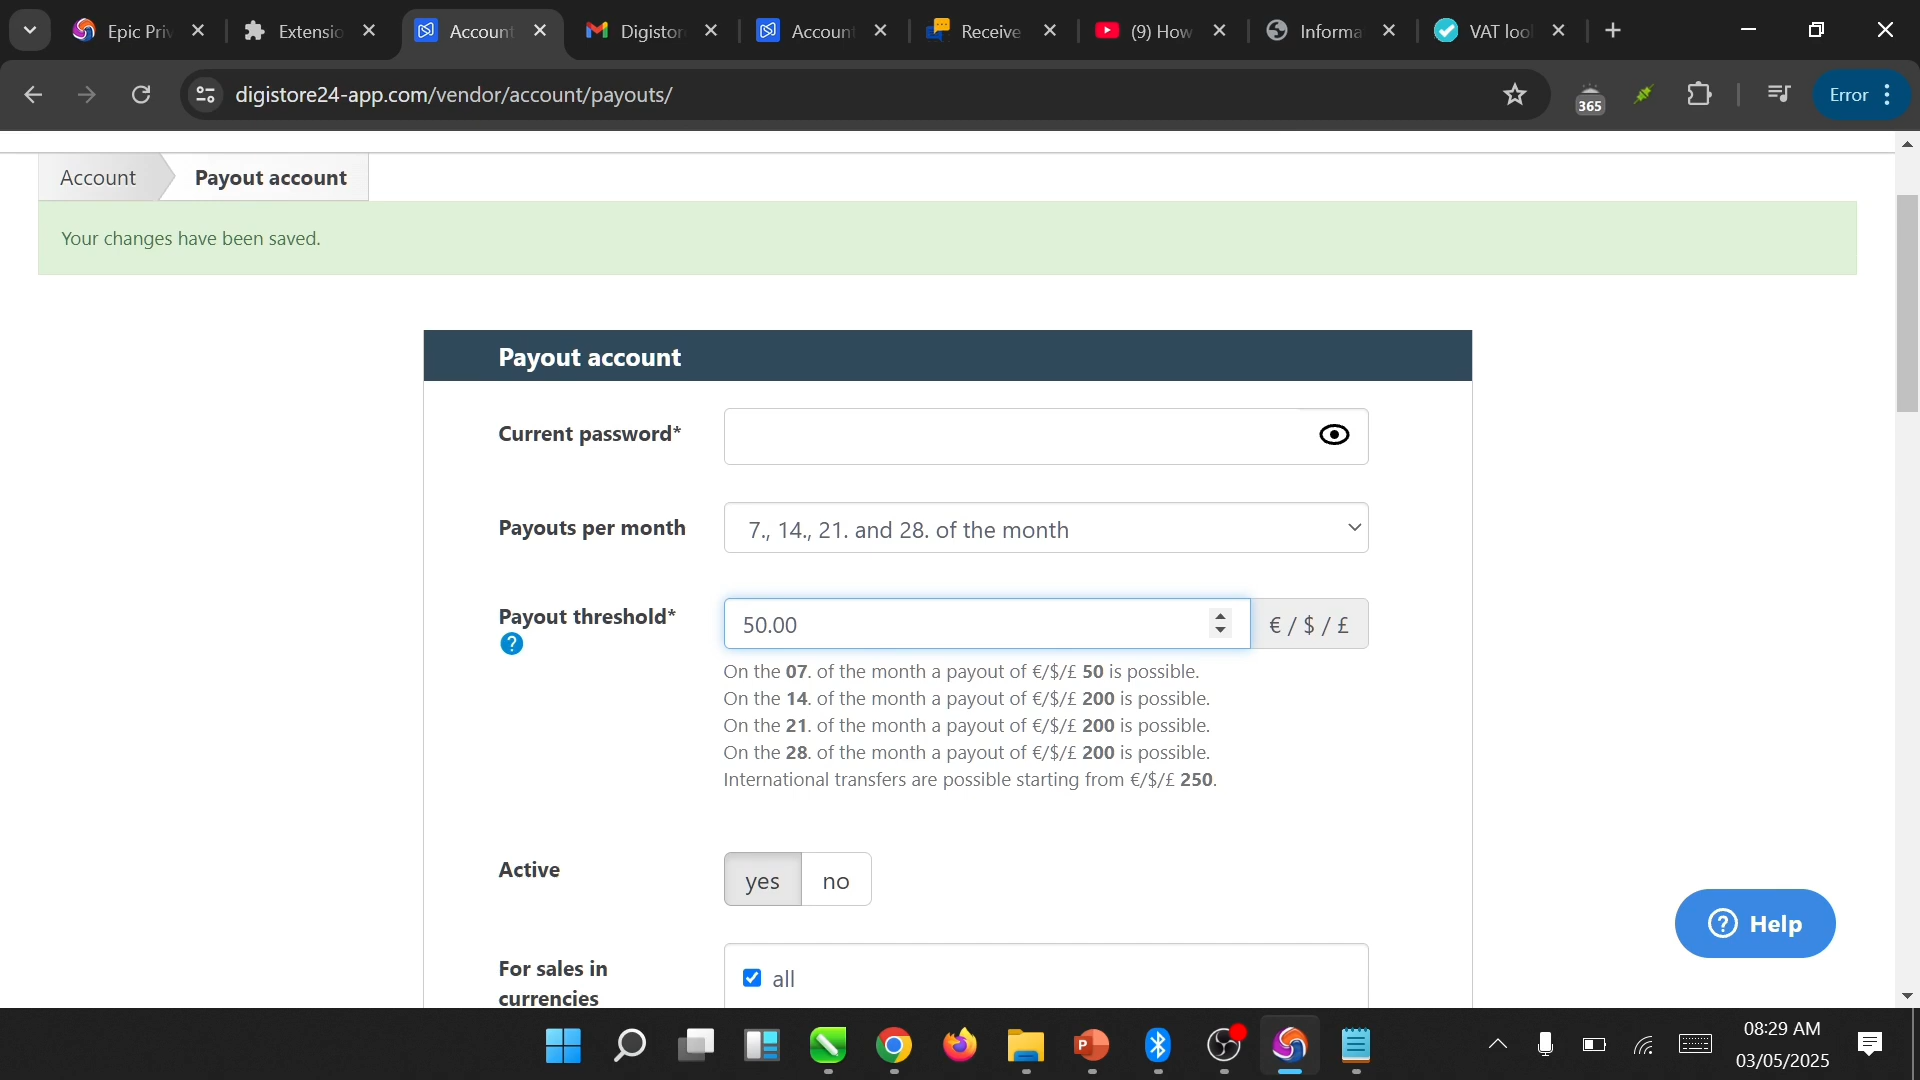 Epic Priv
Extensio
Account
Digistor
Account
Receive
(9) How
Informa
VAT loo
digistore24-app.com/vendor/account/payouts/
365
Error
Account
Payout account
Your changes have been saved.
Payout account
Current password*
Payouts per month
7., 14., 21. and 28. of the month
Payout threshold*
50.00
€ / $ / £
?
On the 07. of the month a payout of €/$/£ 50 is possible.
On the 14. of the month a payout of €/$/£ 200 is possible.
On the 21. of the month a payout of €/$/£ 200 is possible.
On the 28. of the month a payout of €/$/£ 200 is possible.
International transfers are possible starting from €/$/£ 250.
Active
yes
no
? Help
For sales in
currencies
all
P
08:29 AM
03/05/2025